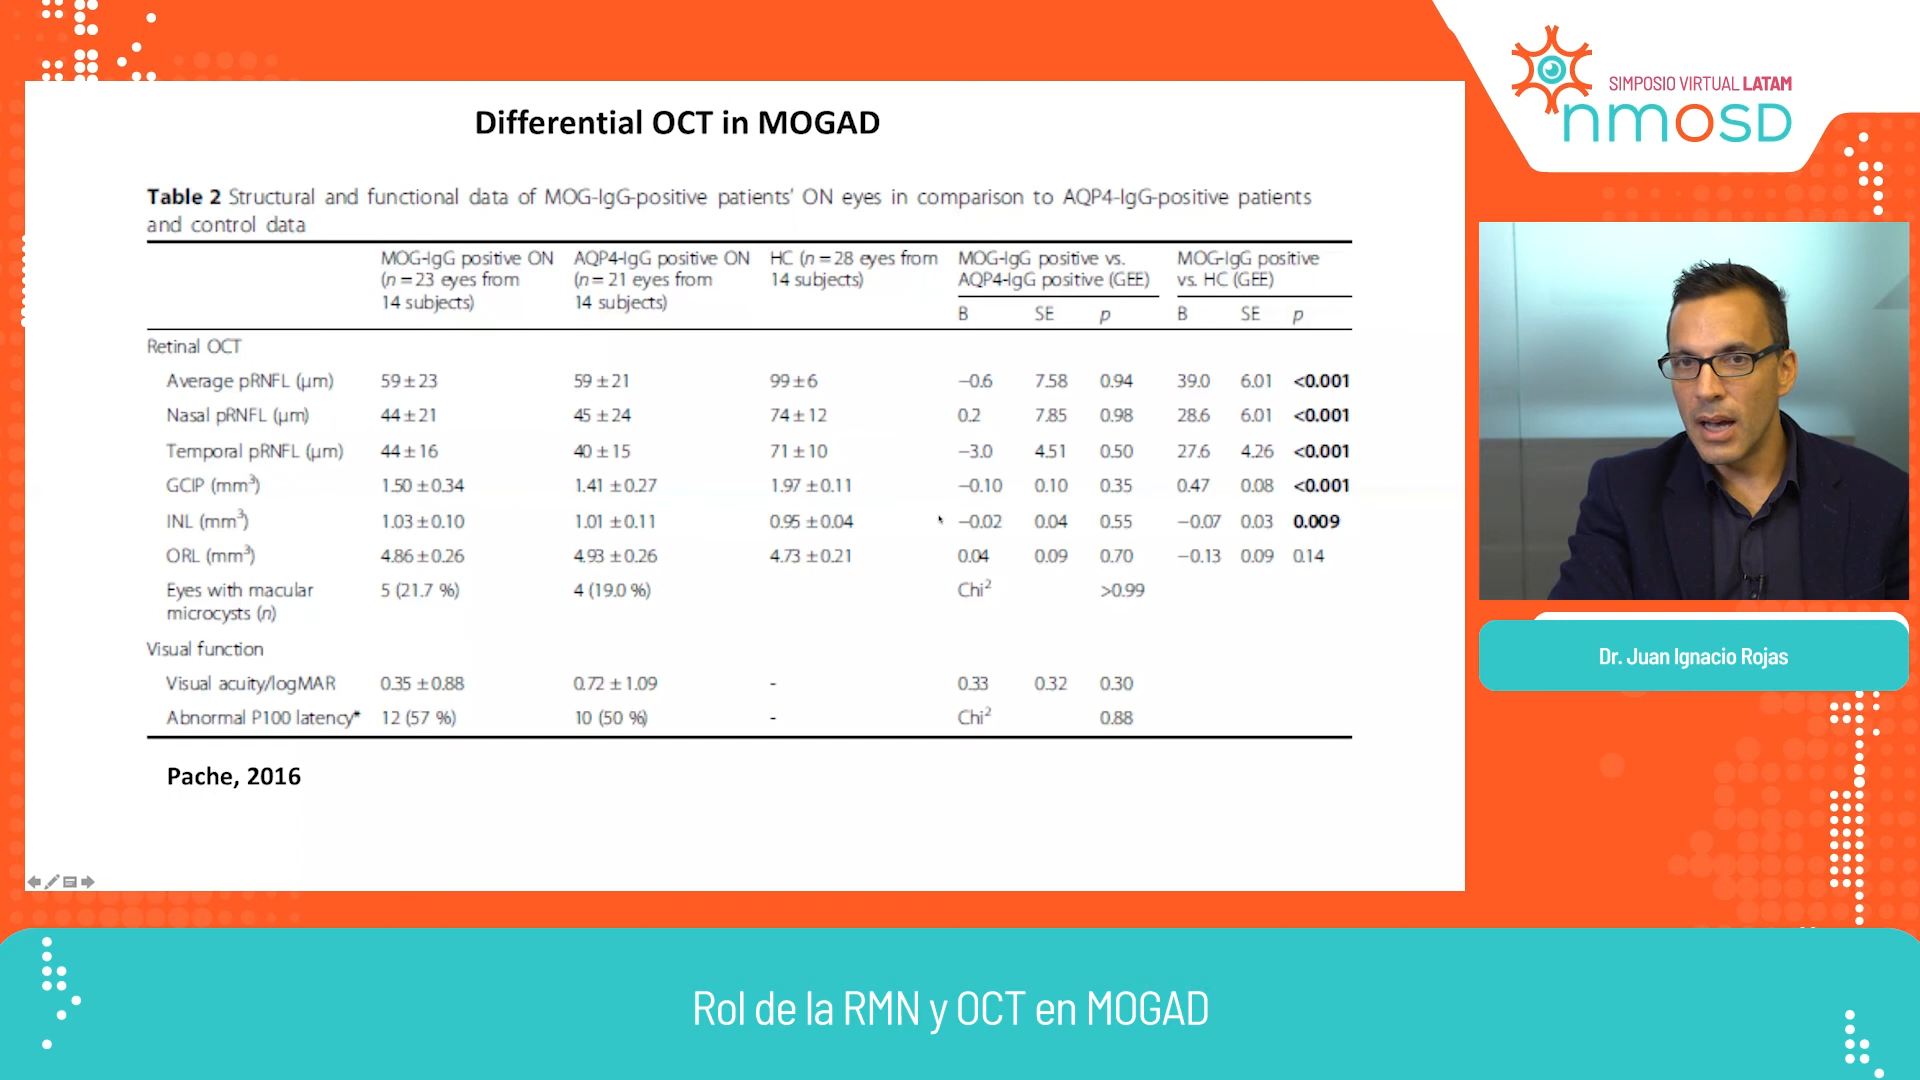 SIMPOSIO VIRTUAL LATAM
nmosd
Differential OCT in MOGAD
Table 2 Structural and functional data of MOG-IgG-positive patients' ON eyes in comparison to AQP4-IgG-positive patients
and control data
MOG-IgG positive ON (n = 23 eyes from 14 subjects) AQP4-IgG positive ON (n = 21 eyes from 14 subjects) HC (n = 28 eyes from 14 subjects) MOG-IgG positive vs. AQP4-IgG positive (GEE) MOG-IgG positive vs. HC (GEE)
B SE p B SE p
Retinal OCT
Average pRNFL (μm) 59 ± 23 59 ± 21 99 ± 6 −0.6 7.58 0.94 39.0 6.01 <0.001
Nasal pRNFL (μm) 44 ± 21 45 ± 24 74 ± 12 0.2 7.85 0.98 28.6 6.01 <0.001
Temporal pRNFL (μm) 44 ± 16 40 ± 15 71 ± 10 −3.0 4.51 0.50 27.6 4.26 <0.001
GCIP (mm³) 1.50 ± 0.34 1.41 ± 0.27 1.97 ± 0.11 −0.10 0.10 0.35 0.47 0.08 <0.001
INL (mm³) 1.03 ± 0.10 1.01 ± 0.11 0.95 ± 0.04 −0.02 0.04 0.55 −0.07 0.03 0.009
ORL (mm³) 4.86 ± 0.26 4.93 ± 0.26 4.73 ± 0.21 0.04 0.09 0.70 −0.13 0.09 0.14
Eyes with macular microcysts (n) 5 (21.7 %) 4 (19.0 %) Chi² >0.99
Visual function
Visual acuity/logMAR 0.35 ± 0.88 0.72 ± 1.09 - 0.33 0.32 0.30
Abnormal P100 latency* 12 (57 %) 10 (50 %) - Chi² 0.88
Pache, 2016
Dr. Juan Ignacio Rojas
Rol de la RMN y OCT en MOGAD